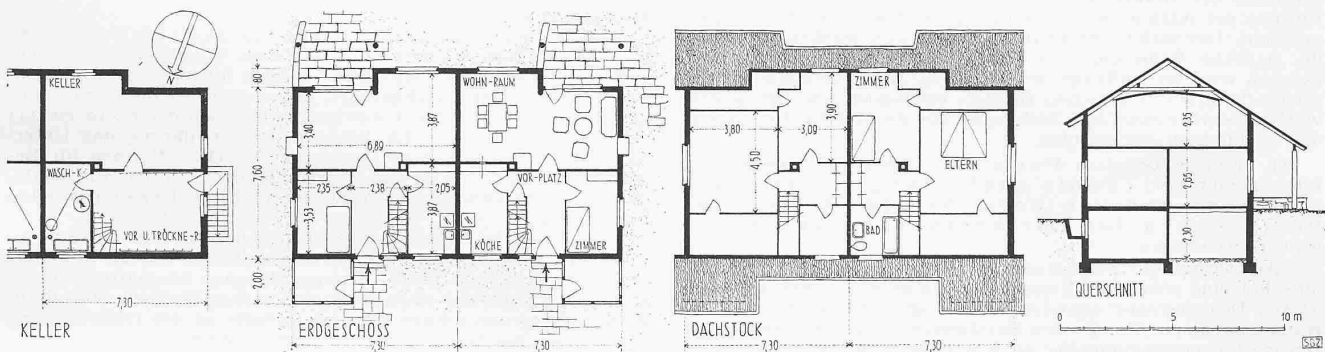 N
KELLER
WASCH-K.
VOR U. TRÖCKNE-R.
7,30
KELLER
80
3,40
7,60
2,00
3,87
6,89
2,35
2,38
2,05
3,53
3,87
WOHN-RAUM
VOR-PLATZ
KÜCHE
ZIMMER
ERDGESCHOSS
7,30
7,30
ZIMMER
3,90
3,80
3,09
4,50
ELTERN
BAD
DACHSTOCK
7,30
7,30
2,35
2,65
2,30
QUERSCHNITT
0
5
10 m
SBZ